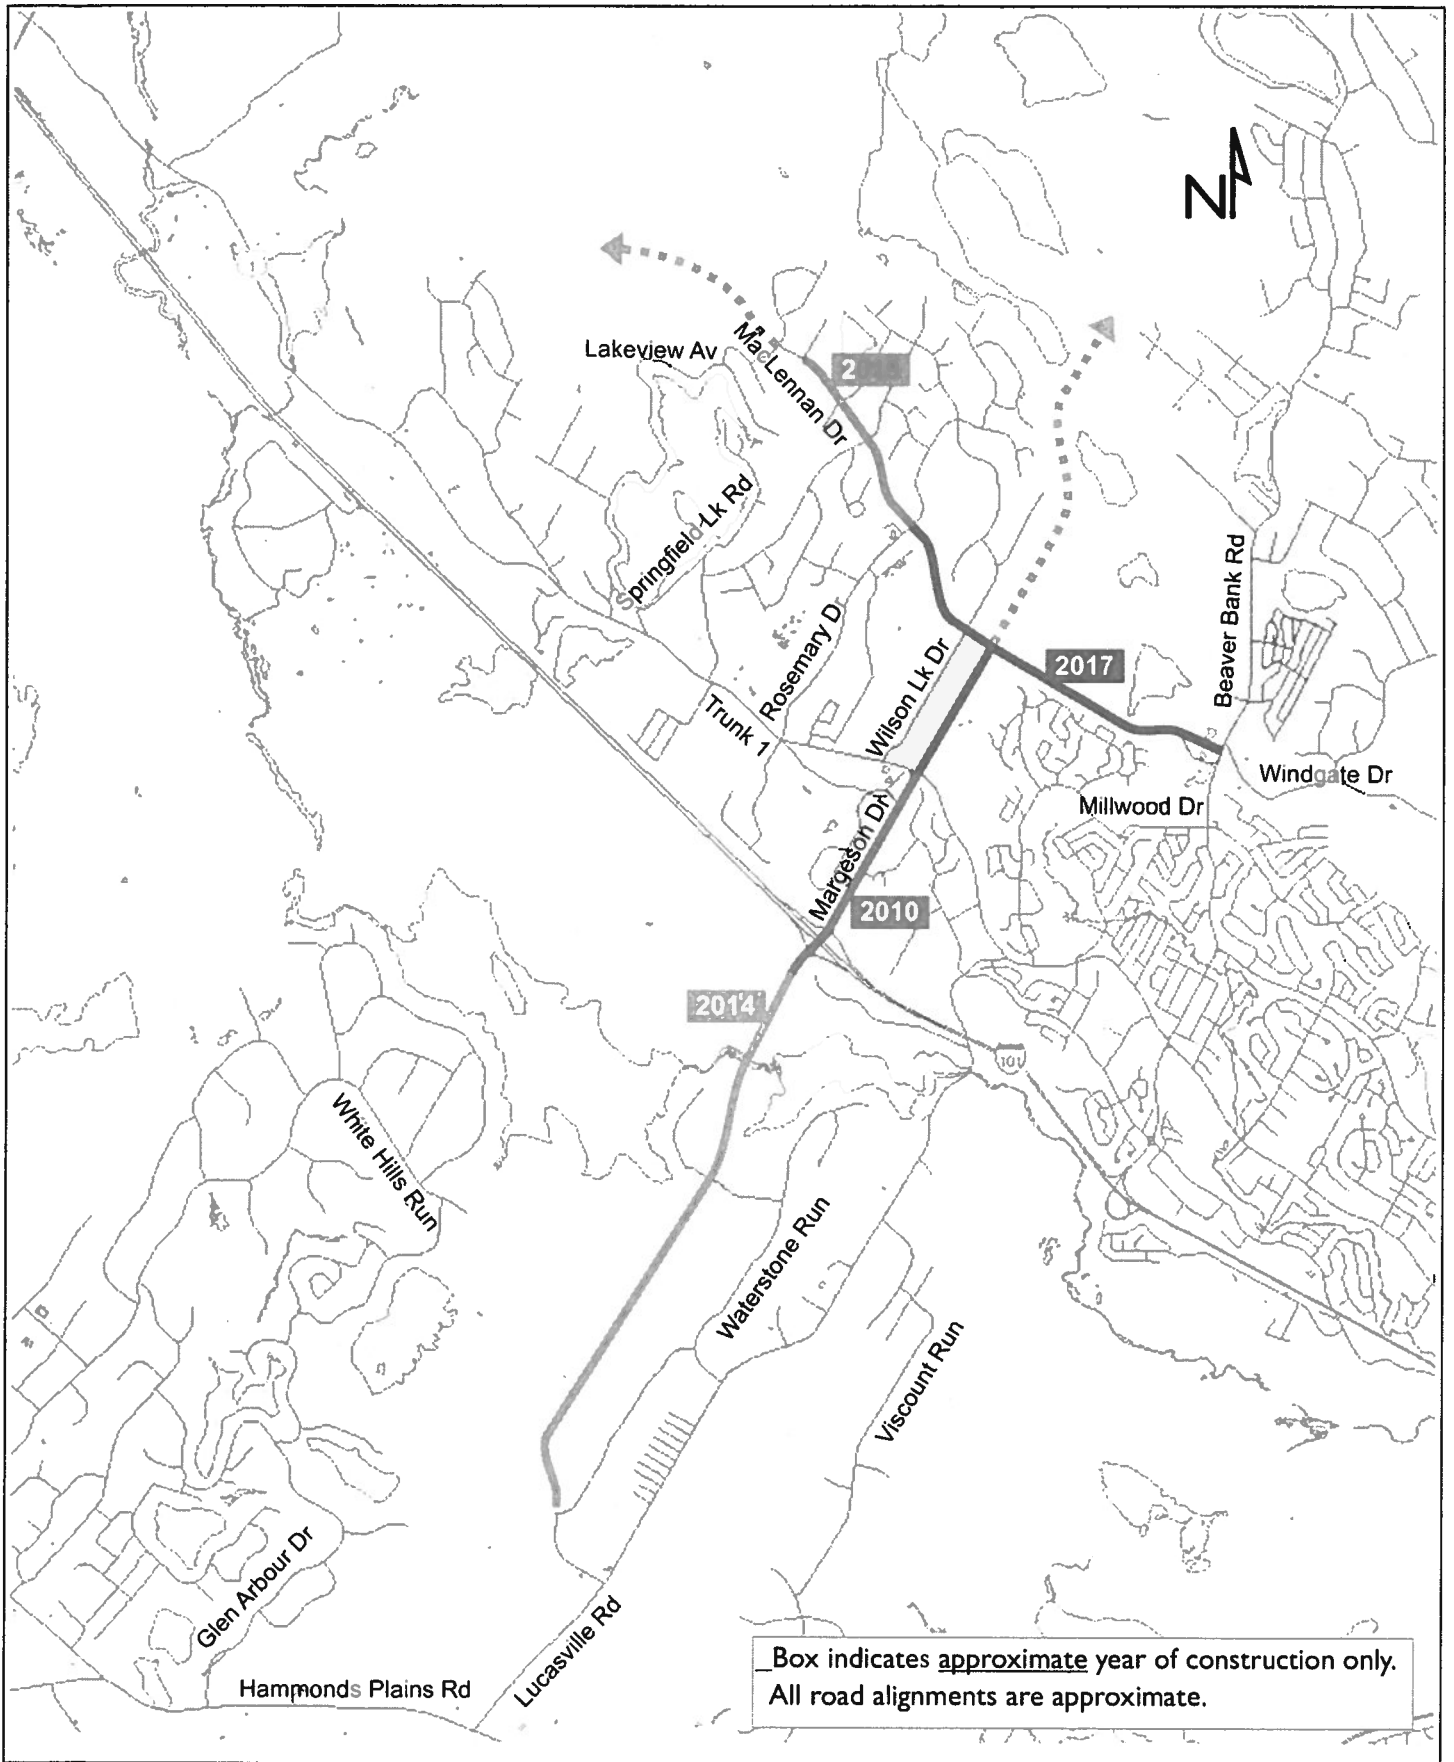 N
1
Lakeview Av
MacLennan Dr
2
Springfield Lk Rd
Beaver Bank Rd
Rosemary Dr
Wilson Lk Dr
2017
Trunk 1
Windgate Dr
Millwood Dr
Margeson Dr
2010
2014
101
White Hills Run
Waterstone Run
Viscount Run
Glen Arbour Dr
Lucasville Rd
Hammonds Plains Rd
_Box indicates approximate year of construction only.
All road alignments are approximate.